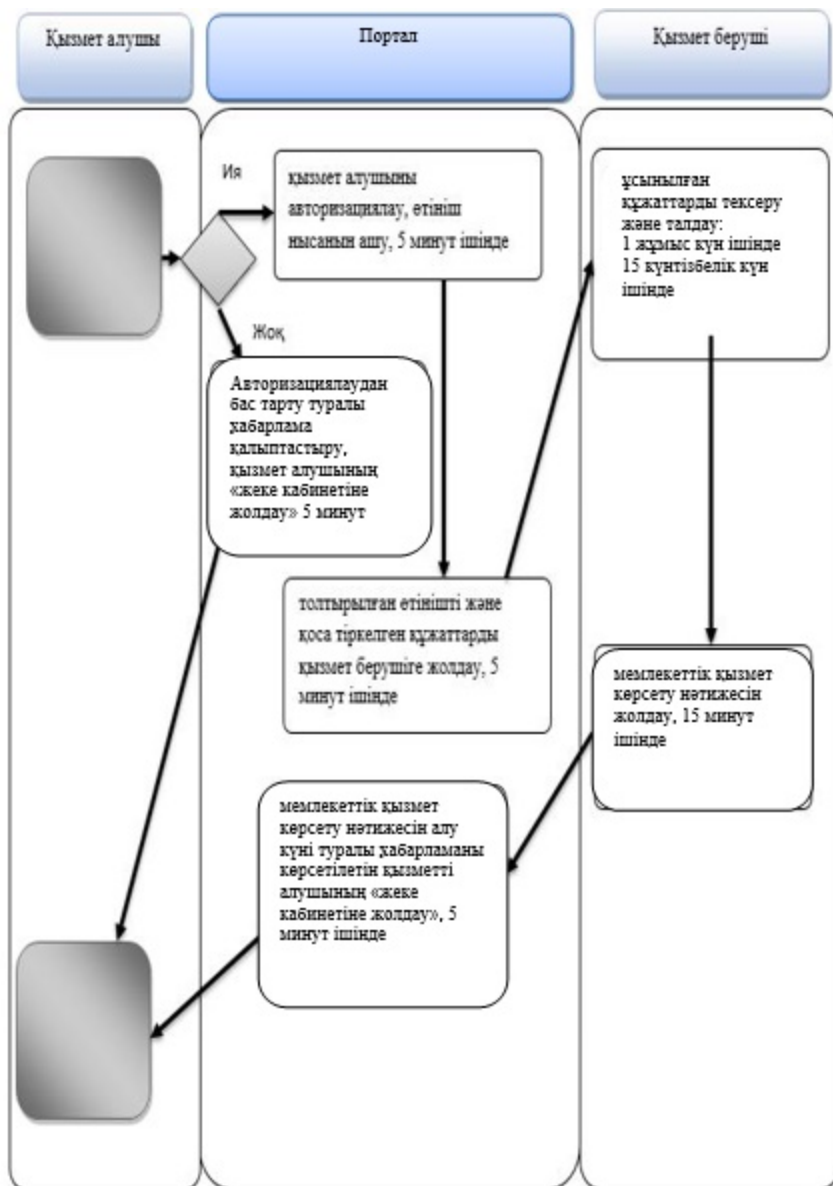 Қызмет алушы
Портал
Қызмет беруші
Ия
қызмет алушыны
авторизациялау, өтініш
нысанын ашу, 5 минут ішінде
ұсынылған
құжаттарды тексеру
және талдау:
1 жұмыс күн ішінде
15 күнтізбелік күн
ішінде
Жоқ
Авторизациялаудан
бас тарту туралы
хабарлама
қалыптастыру,
қызмет алушының
«жеке кабинетіне
жолдау» 5 минут
толтырылған өтінішті және
қоса тіркелген құжаттарды
қызмет берушіге жолдау, 5
минут ішінде
мемлекеттік қызмет
көрсету нәтижесін
жолдау, 15 минут
ішінде
мемлекеттік қызмет
көрсету нәтижесін алу
күні туралы хабарламаны
көрсетілетін қызметті
алушының «жеке
кабинетіне жолдау», 5
минут ішінде